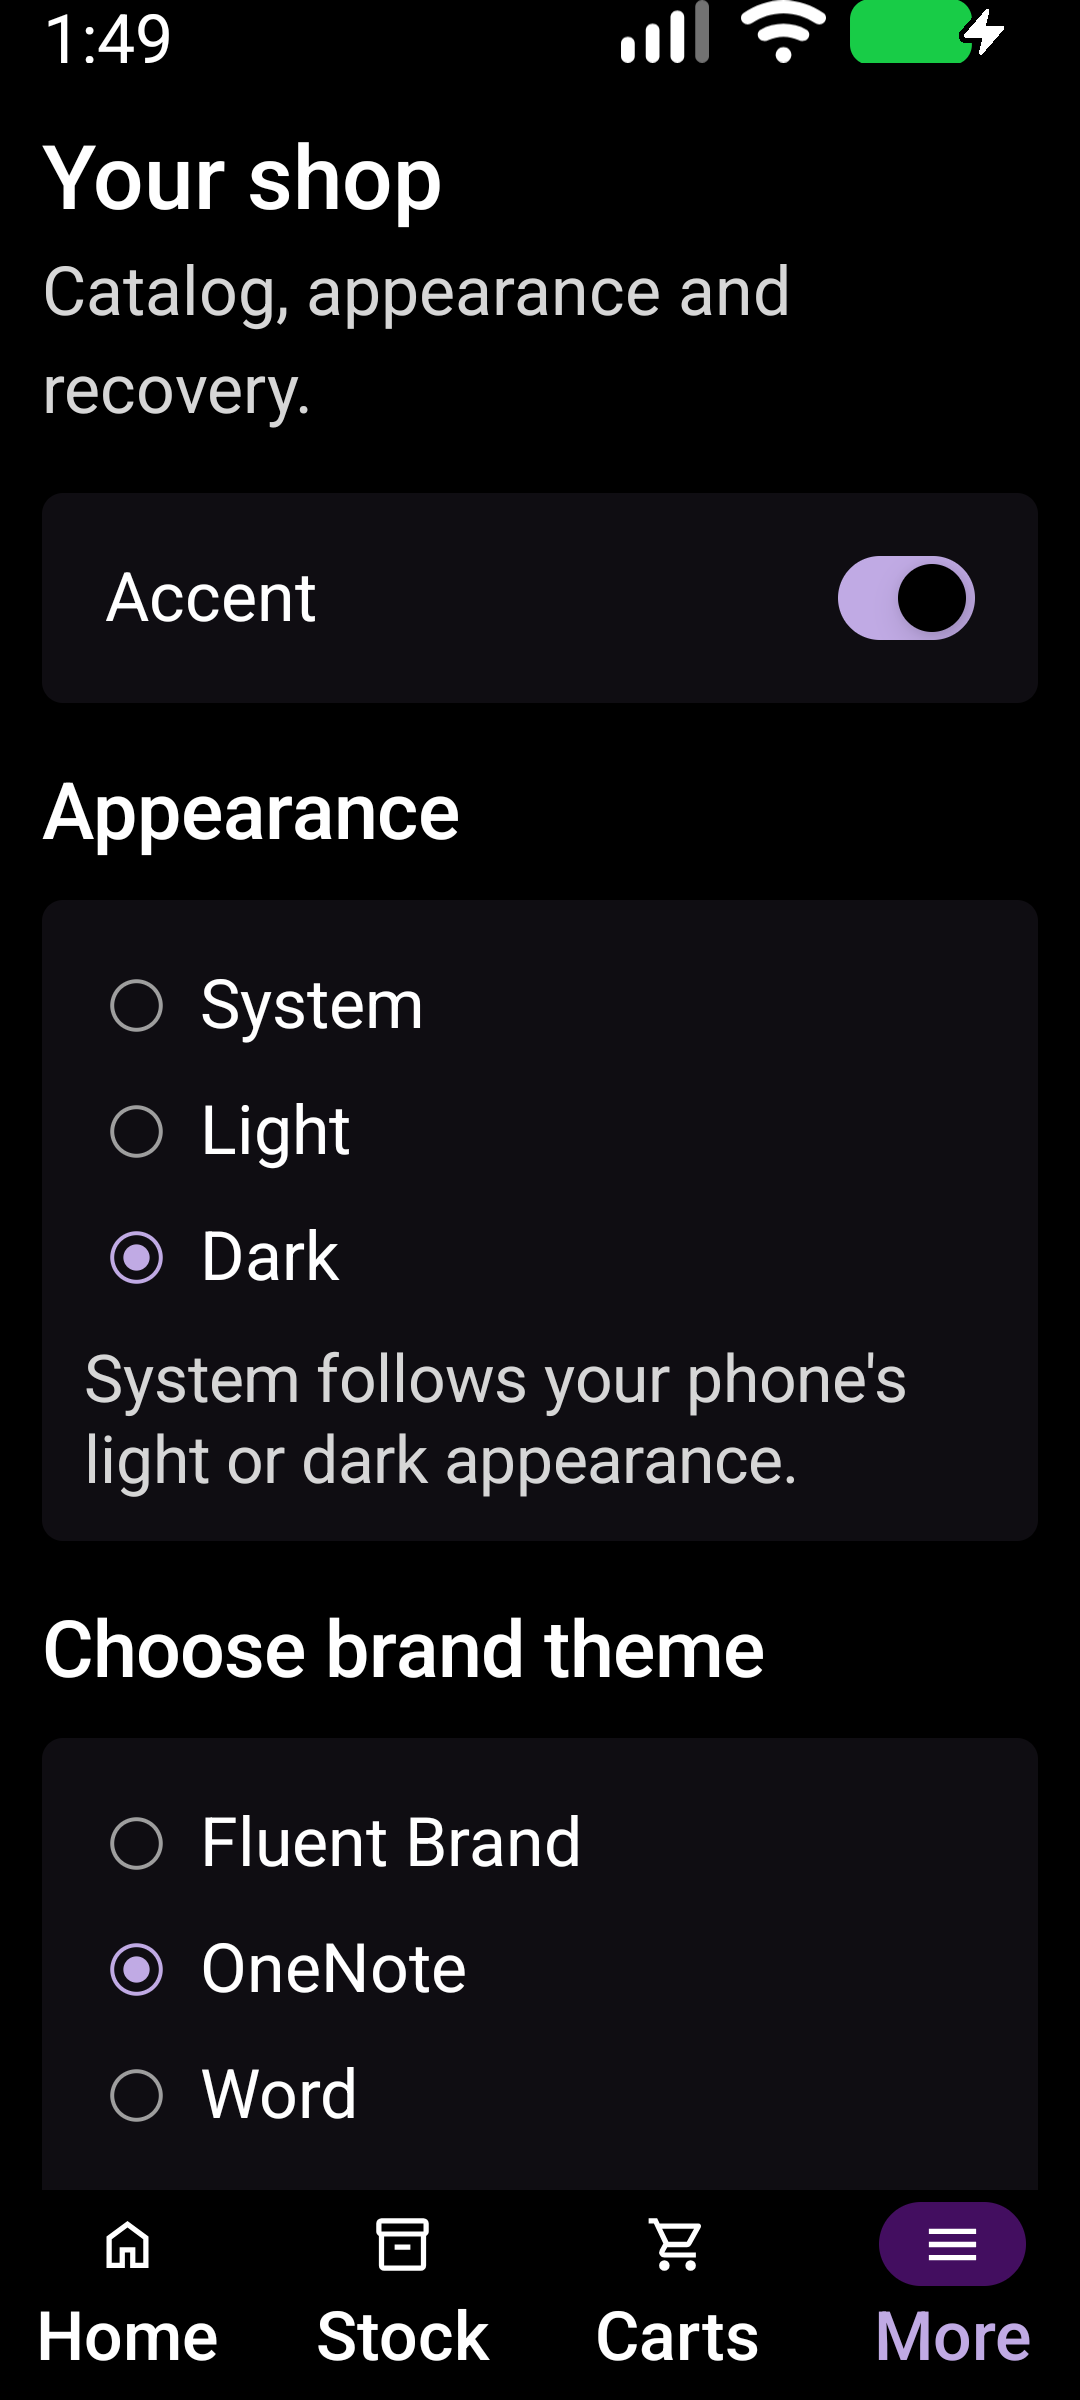 1:49
Your shop
Catalog, appearance and
recovery.
Accent
Appearance
System
Light
Dark
System follows your phone's
light or dark appearance.
Choose brand theme
Fluent Brand
OneNote
Word
Home
Stock
Carts
More